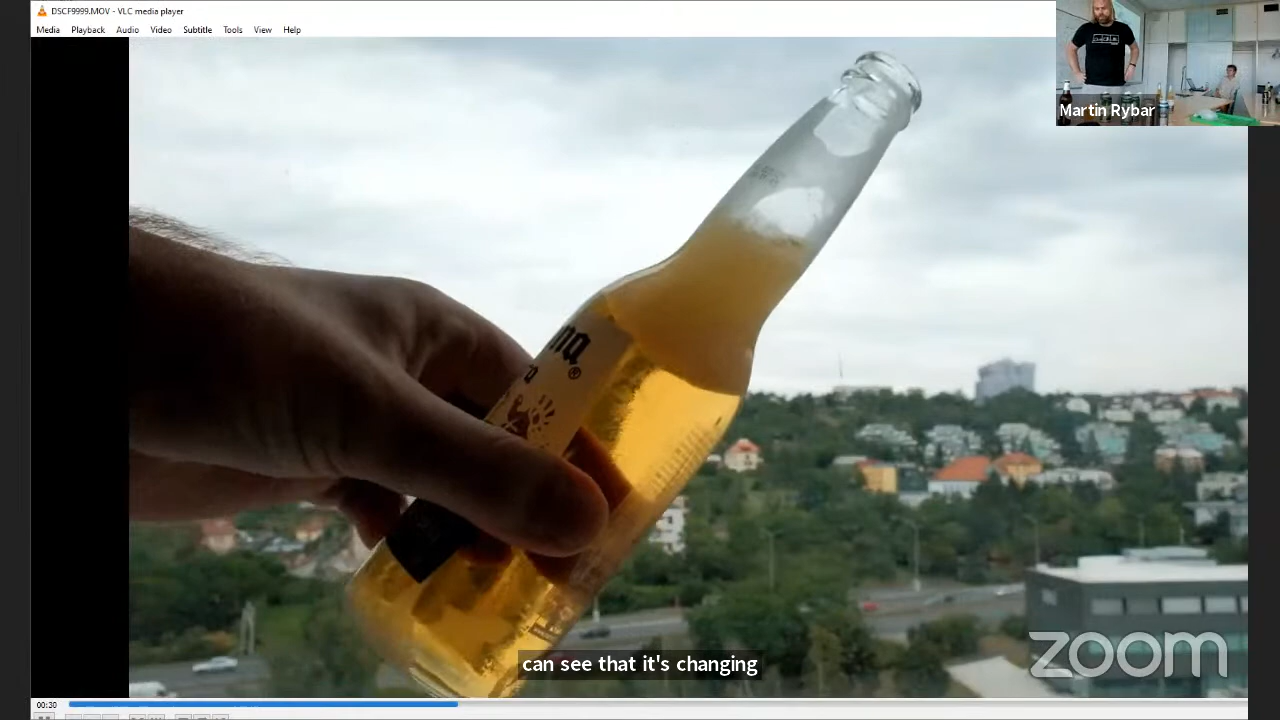 DSCF9999.MOV - VLC media player
Media Playback Audio Video Subtitle Tools View Help
Martin Rybar
na
®
can see that it's changing
zoom
00:30